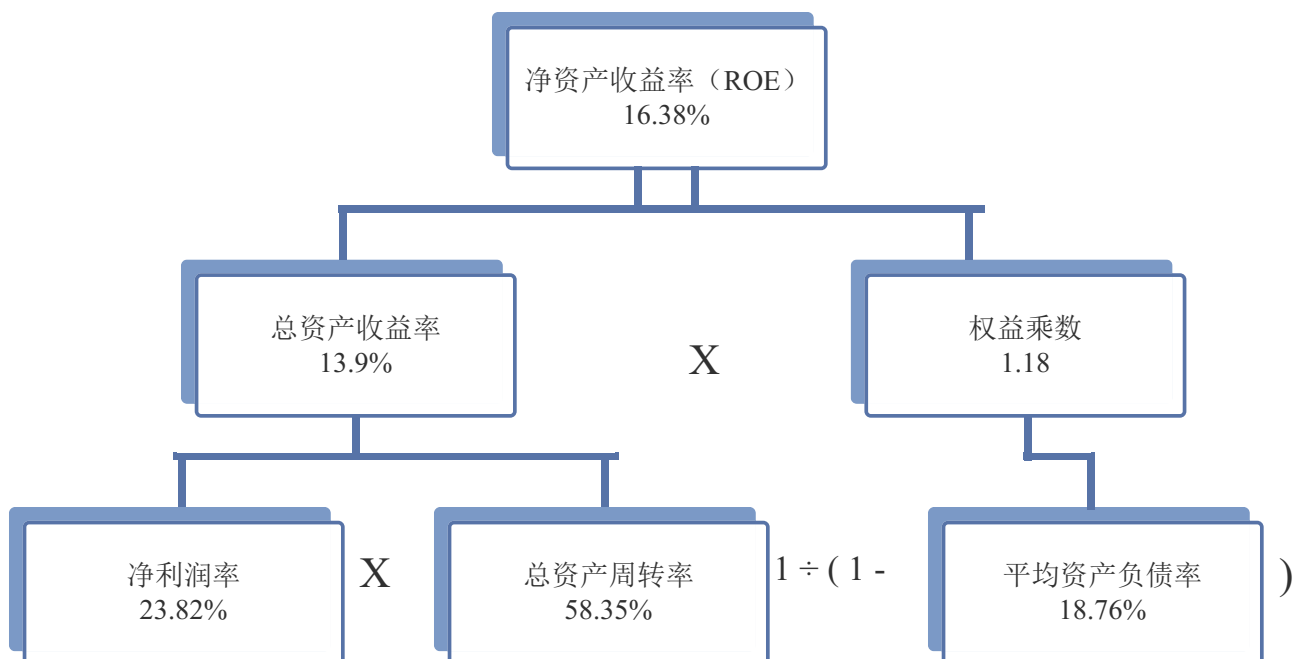 净资产收益率（ROE）
16.38%
总资产收益率
13.9%
X
权益乘数
1.18
净利润率
23.82%
X
总资产周转率
58.35%
1 ÷ ( 1 -
平均资产负债率
18.76%
)